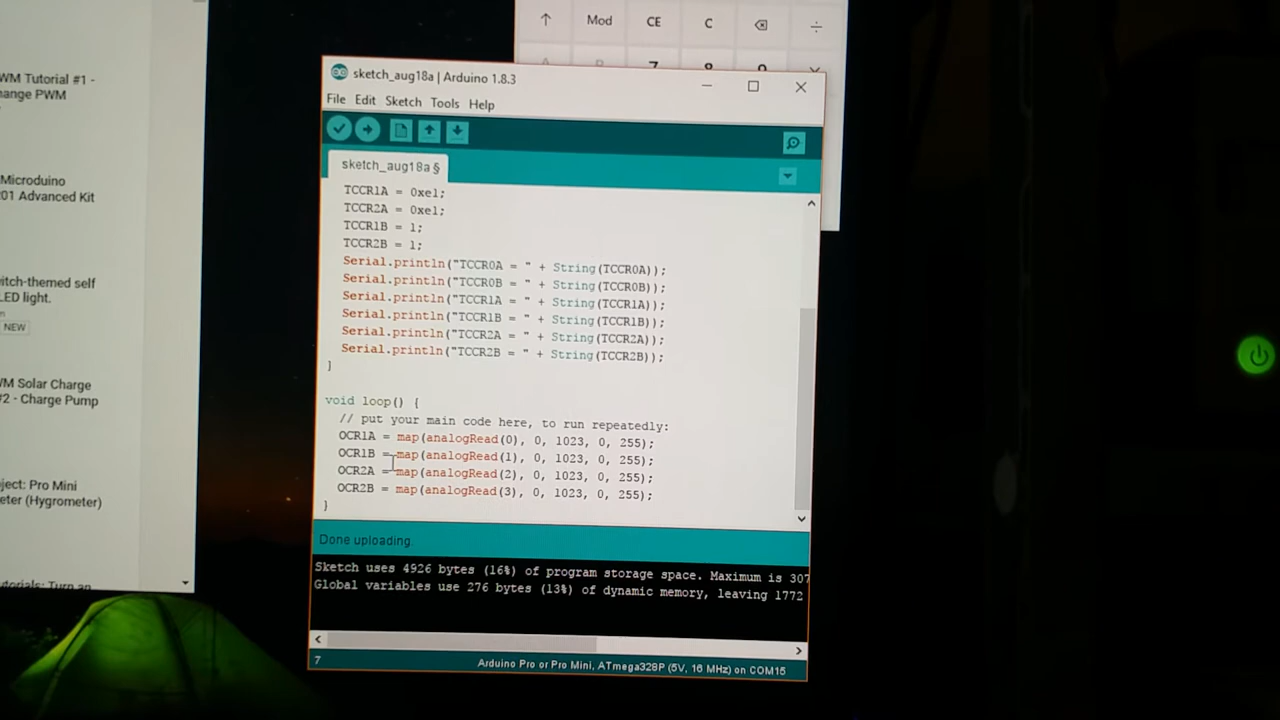 ↑ Mod CE C ÷
7 8 9
WM Tutorial #1 -
ange PWM
Microduino
01 Advanced Kit
itch-themed self
LED light.
NEW
WM Solar Charge
#2 - Charge Pump
ject: Pro Mini
eter (Hygrometer)
utorials: Turn an
sketch_aug18a | Arduino 1.8.3
File Edit Sketch Tools Help
sketch_aug18a §
TCCR1A = 0xe1;
TCCR2A = 0xe1;
TCCR1B = 1;
TCCR2B = 1;
Serial.println("TCCR0A = " + String(TCCR0A));
Serial.println("TCCR0B = " + String(TCCR0B));
Serial.println("TCCR1A = " + String(TCCR1A));
Serial.println("TCCR1B = " + String(TCCR1B));
Serial.println("TCCR2A = " + String(TCCR2A));
Serial.println("TCCR2B = " + String(TCCR2B));
}
void loop() {
// put your main code here, to run repeatedly:
OCR1A = map(analogRead(0), 0, 1023, 0, 255);
OCR1B = map(analogRead(1), 0, 1023, 0, 255);
OCR2A = map(analogRead(2), 0, 1023, 0, 255);
OCR2B = map(analogRead(3), 0, 1023, 0, 255);
}
Done uploading.
Sketch uses 4926 bytes (16%) of program storage space. Maximum is 307
Global variables use 276 bytes (13%) of dynamic memory, leaving 1772
7 Arduino Pro or Pro Mini, ATmega328P (5V, 16 MHz) on COM15